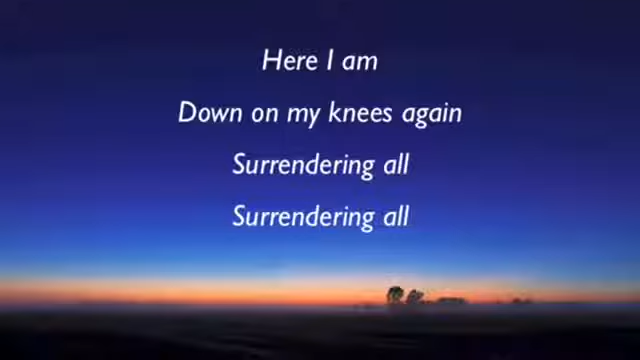 Here I am
Down on my knees again
Surrendering all
Surrendering all